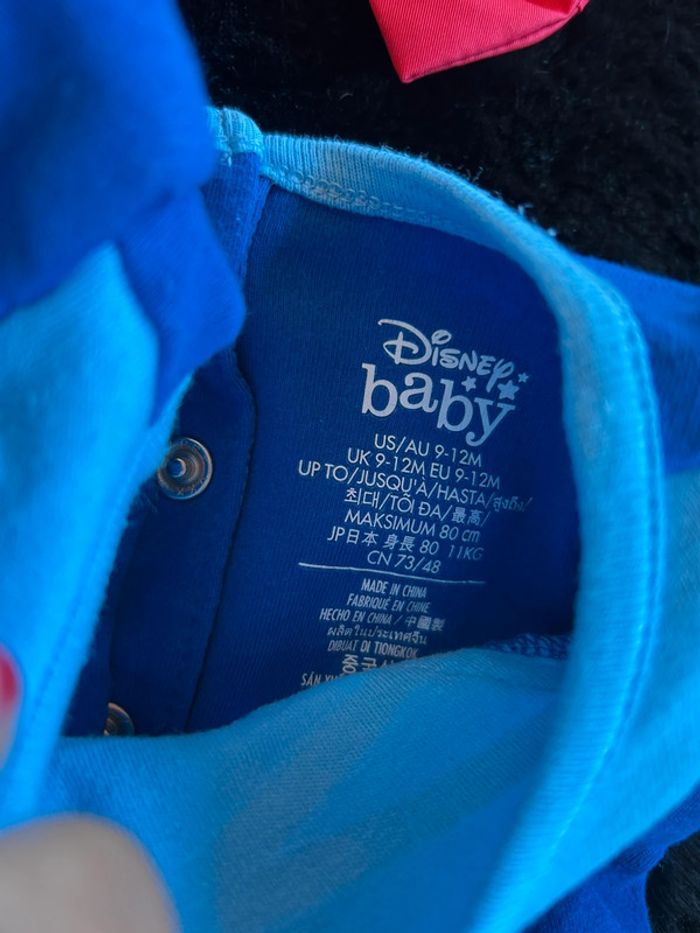 Disney
baby
US/AU 9-12M
UK 9-12M EU 9-12M
UP TO/JUSQU'À/HASTA/สูงถึง/
최대/TỐI ĐA/最高/
MAKSIMUM 80 cm
JP日本 身長 80 11KG
CN 73/48
MADE IN CHINA
FABRIQUÉ EN CHINE
HECHO EN CHINA / 中國製
ผลิตในประเทศจีน
DIBUAT DI TIONGKOK
중국
SẢN